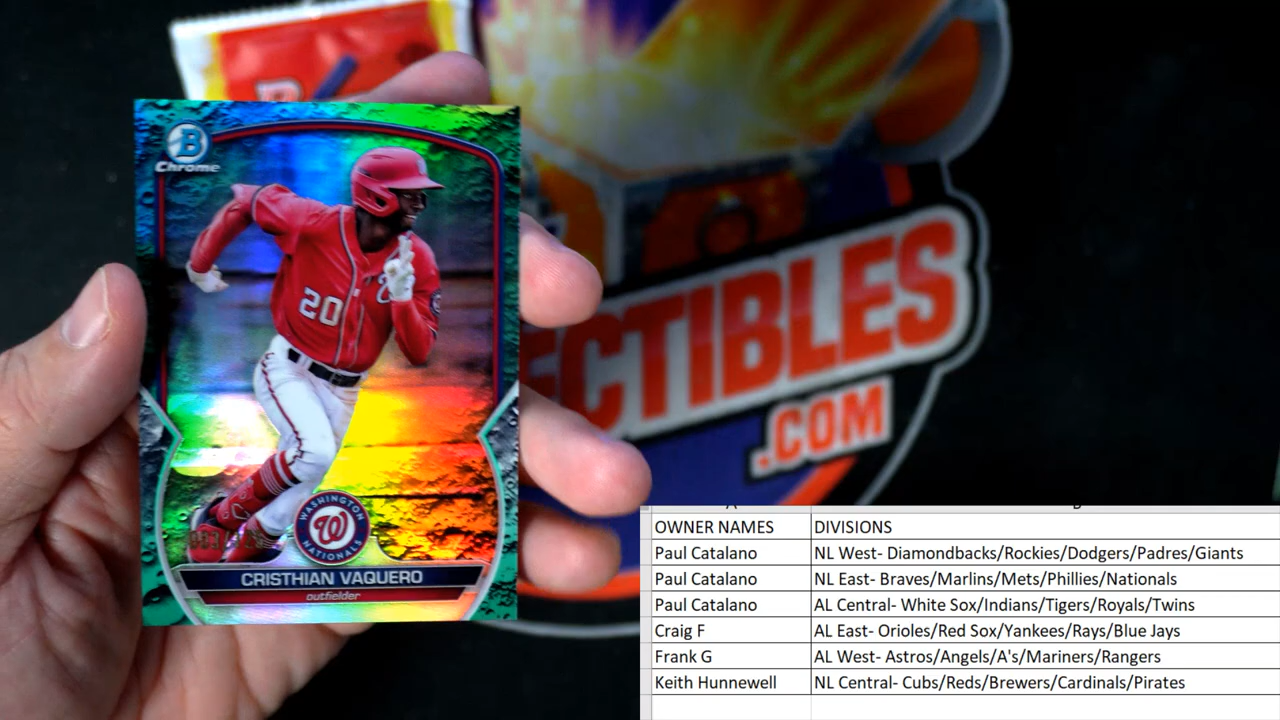 B
Chrome
20
WASHINGTON
NATIONALS
W
CRISTHIAN VAQUERO
outfielder
ECTIBLES
.COM
OWNER NAMES DIVISIONS
Paul Catalano NL West- Diamondbacks/Rockies/Dodgers/Padres/Giants
Paul Catalano NL East- Braves/Marlins/Mets/Phillies/Nationals
Paul Catalano AL Central- White Sox/Indians/Tigers/Royals/Twins
Craig F AL East- Orioles/Red Sox/Yankees/Rays/Blue Jays
Frank G AL West- Astros/Angels/A's/Mariners/Rangers
Keith Hunnewell NL Central- Cubs/Reds/Brewers/Cardinals/Pirates